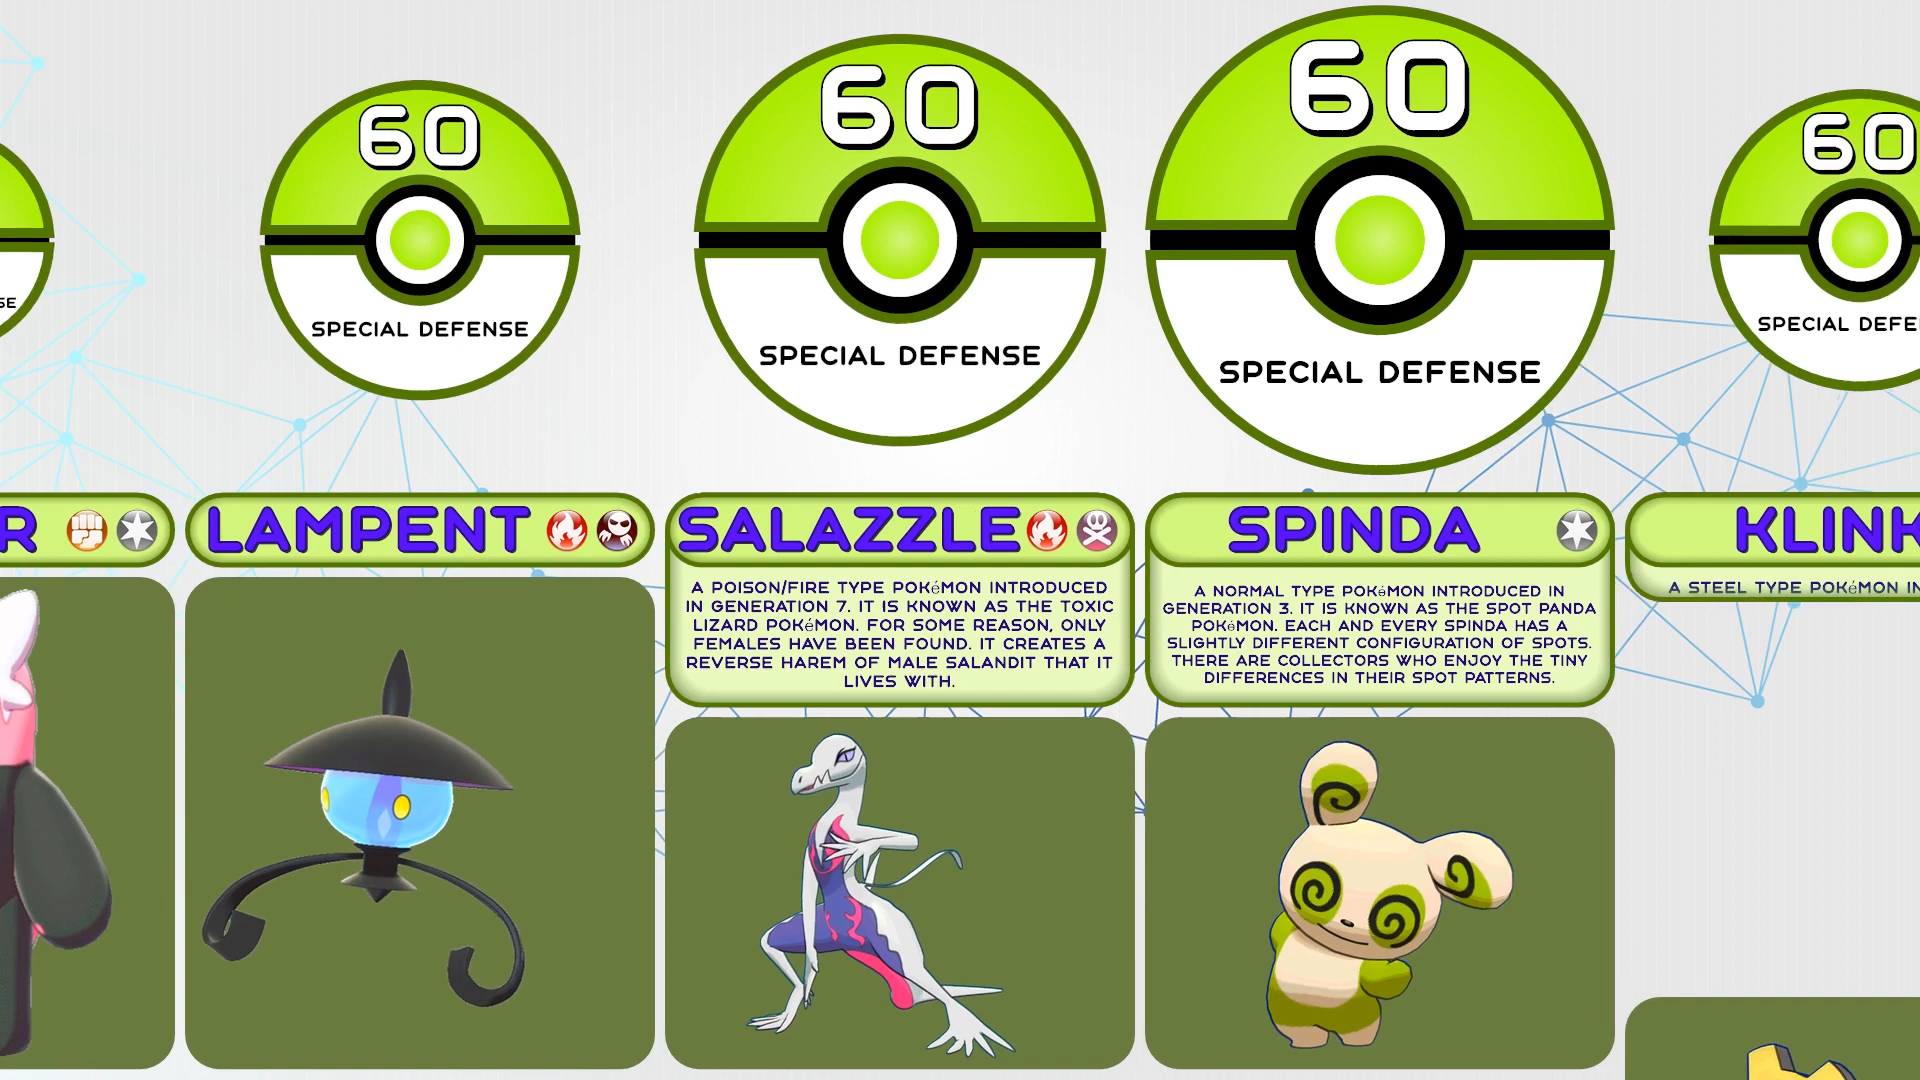 60
SPECIAL DEFENSE
60
SPECIAL DEFENSE
60
SPECIAL DEFENSE
60
SE
R
LAMPENT
SALAZZLE
A POISON/FIRE TYPE POKéMON INTRODUCED
IN GENERATION 7. IT IS KNOWN AS THE TOXIC
LIZARD POKéMON. FOR SOME REASON, ONLY
FEMALES HAVE BEEN FOUND. IT CREATES A
REVERSE HAREM OF MALE SALANDIT THAT IT
LIVES WITH.
SPINDA
A NORMAL TYPE POKéMON INTRODUCED IN
GENERATION 3. IT IS KNOWN AS THE SPOT PANDA
POKéMON. EACH AND EVERY SPINDA HAS A
SLIGHTLY DIFFERENT CONFIGURATION OF SPOTS.
THERE ARE COLLECTORS WHO ENJOY THE TINY
DIFFERENCES IN THEIR SPOT PATTERNS.
KLINK
A STEEL TYPE POKéMON IN